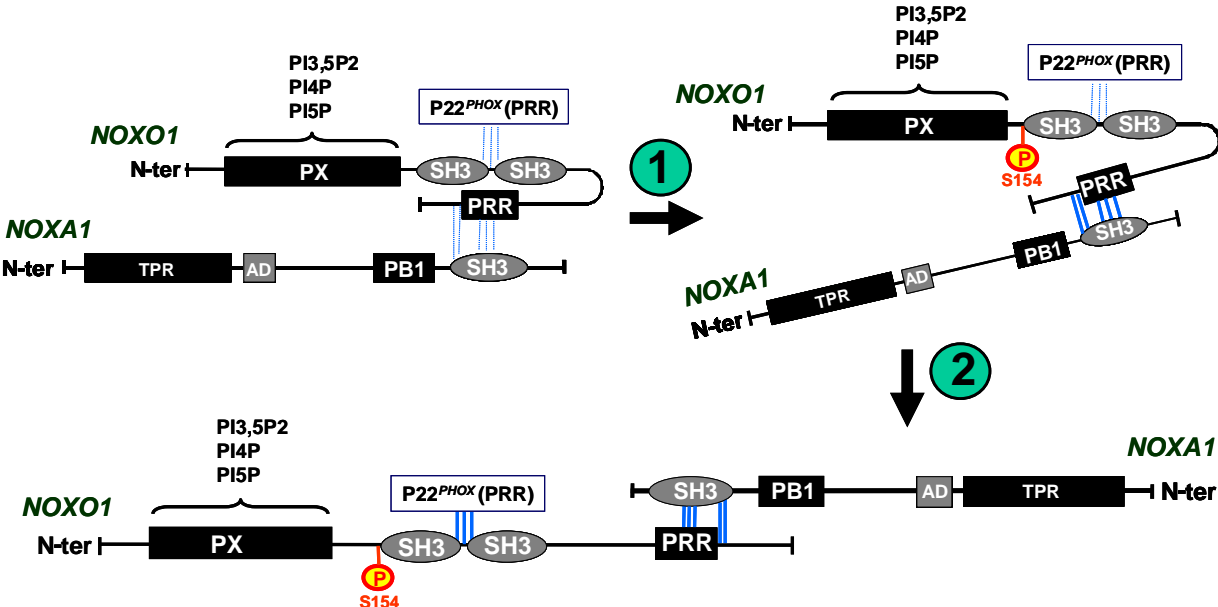 PI3,5P2
PI4P
PI5P
P22PHOX (PRR)
NOXO1
N-ter
PX
SH3
SH3
PRR
NOXA1
N-ter
TPR
AD
PB1
SH3
1
PI3,5P2
PI4P
PI5P
P22PHOX (PRR)
NOXO1
N-ter
PX
SH3
SH3
P
S154
PRR
SH3
PB1
AD
TPR
NOXA1
N-ter
2
PI3,5P2
PI4P
PI5P
P22PHOX (PRR)
NOXO1
N-ter
PX
SH3
SH3
P
S154
NOXA1
SH3
PB1
AD
TPR
N-ter
PRR